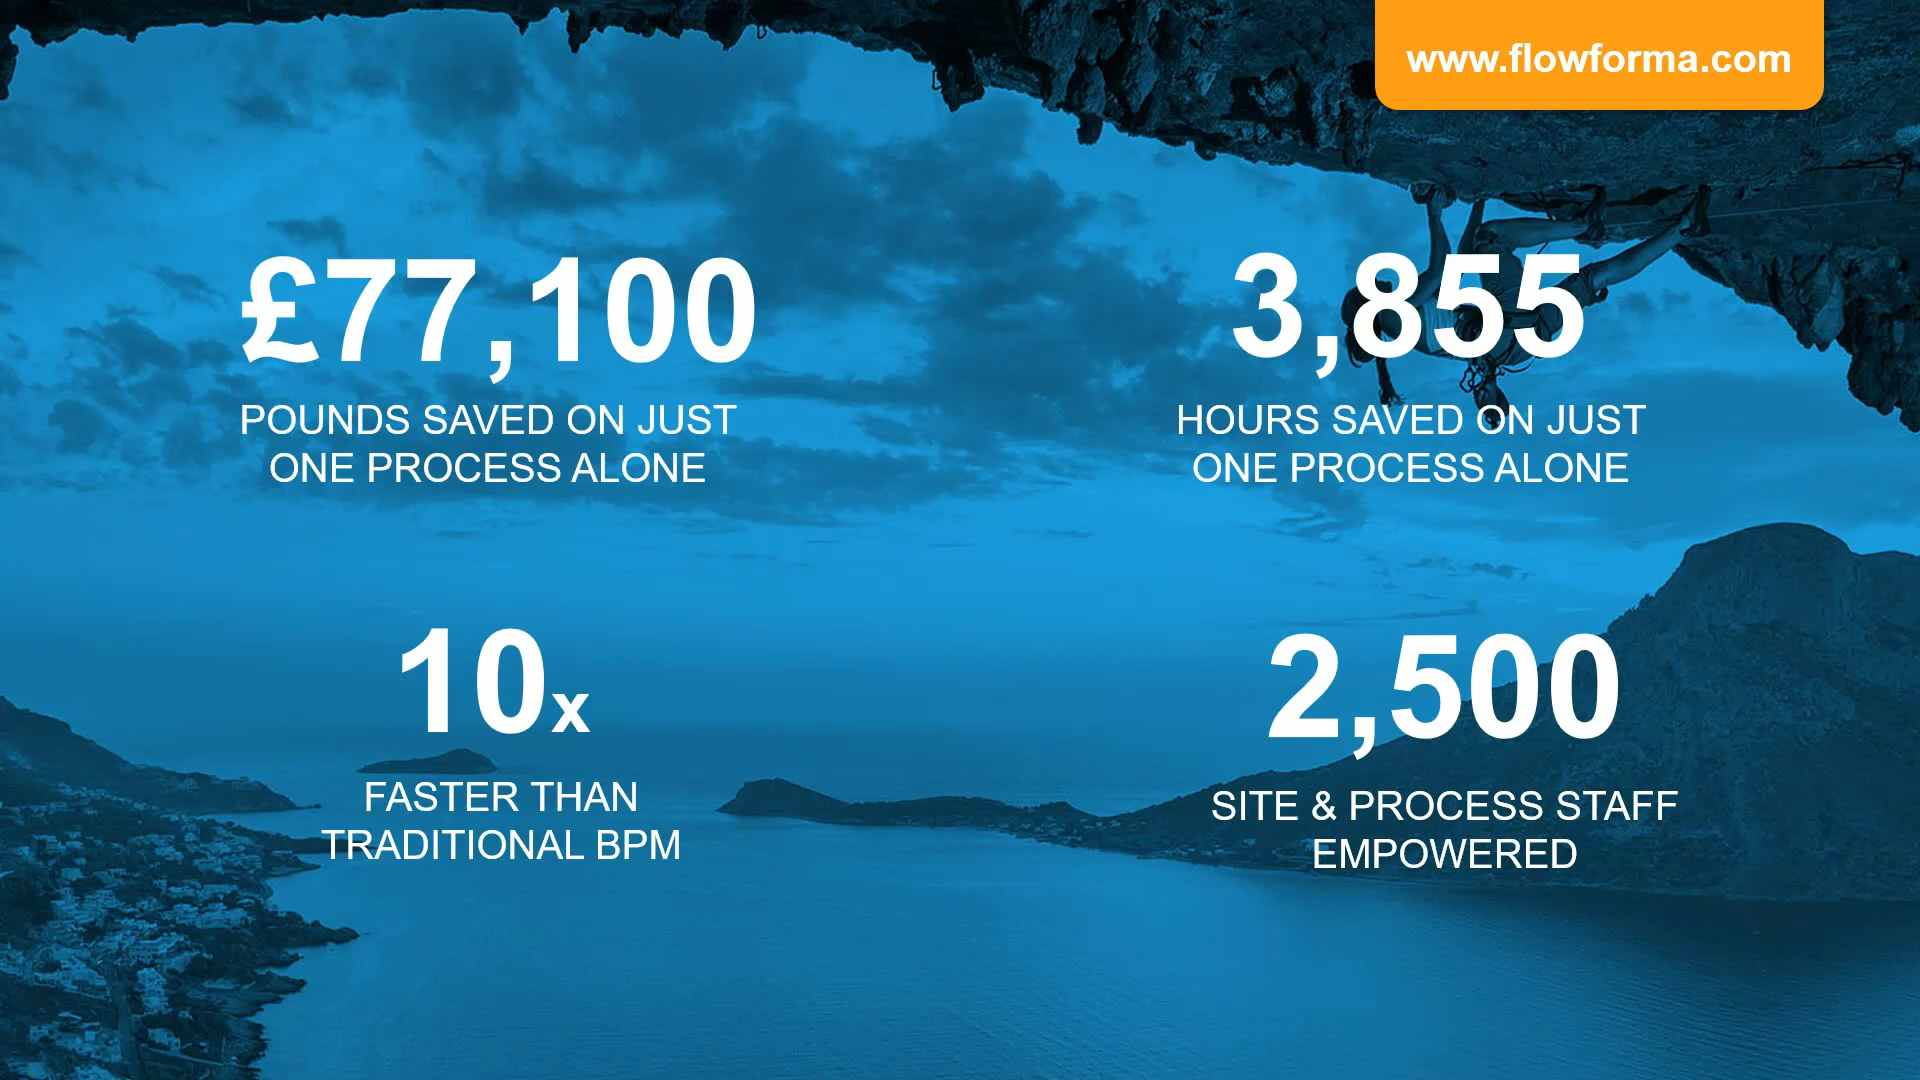 www.flowforma.com
£77,100
POUNDS SAVED ON JUST
ONE PROCESS ALONE
3,855
HOURS SAVED ON JUST
ONE PROCESS ALONE
10x
FASTER THAN
TRADITIONAL BPM
2,500
SITE & PROCESS STAFF
EMPOWERED